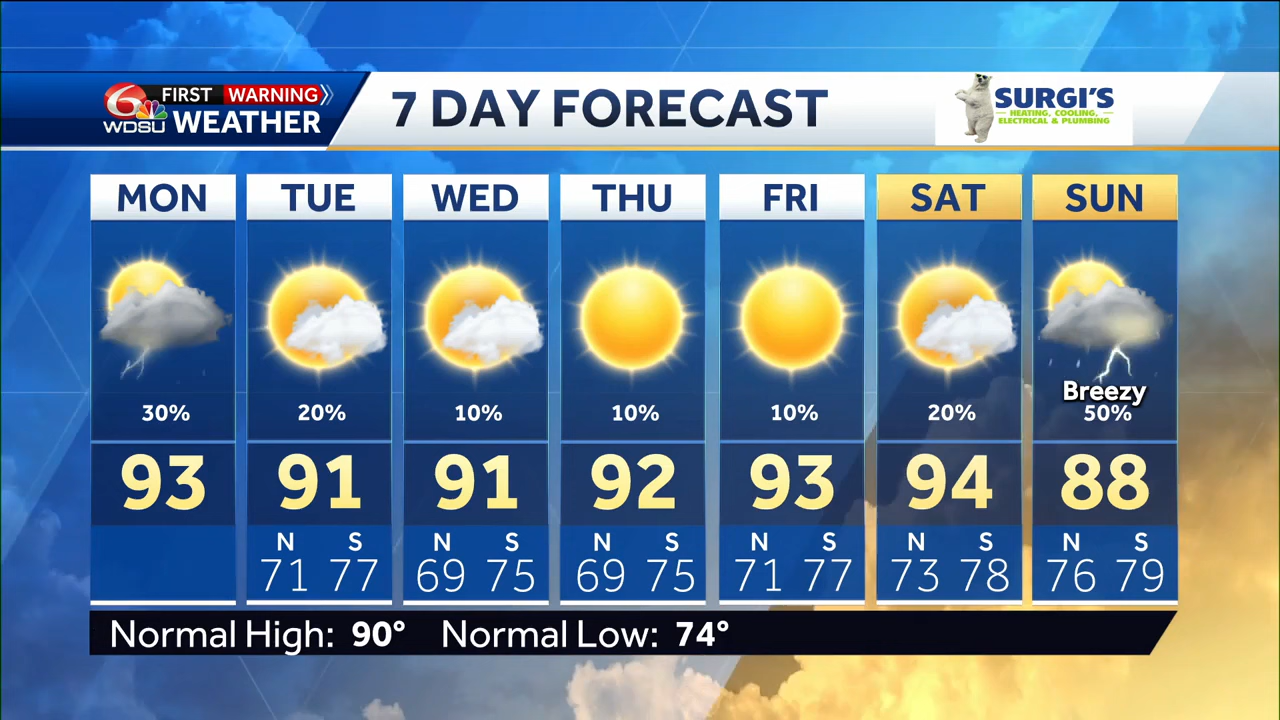 6 WDSU
FIRST WARNING
WEATHER
7 DAY FORECAST
SURGI'S
HEATING, COOLING,
ELECTRICAL & PLUMBING
MON TUE WED THU FRI SAT SUN
Breezy
30% 20% 10% 10% 10% 20% 50%
93 91 91 92 93 94 88
N S N S N S N S N S N S
71 77 69 75 69 75 71 77 73 78 76 79
Normal High: 90° Normal Low: 74°